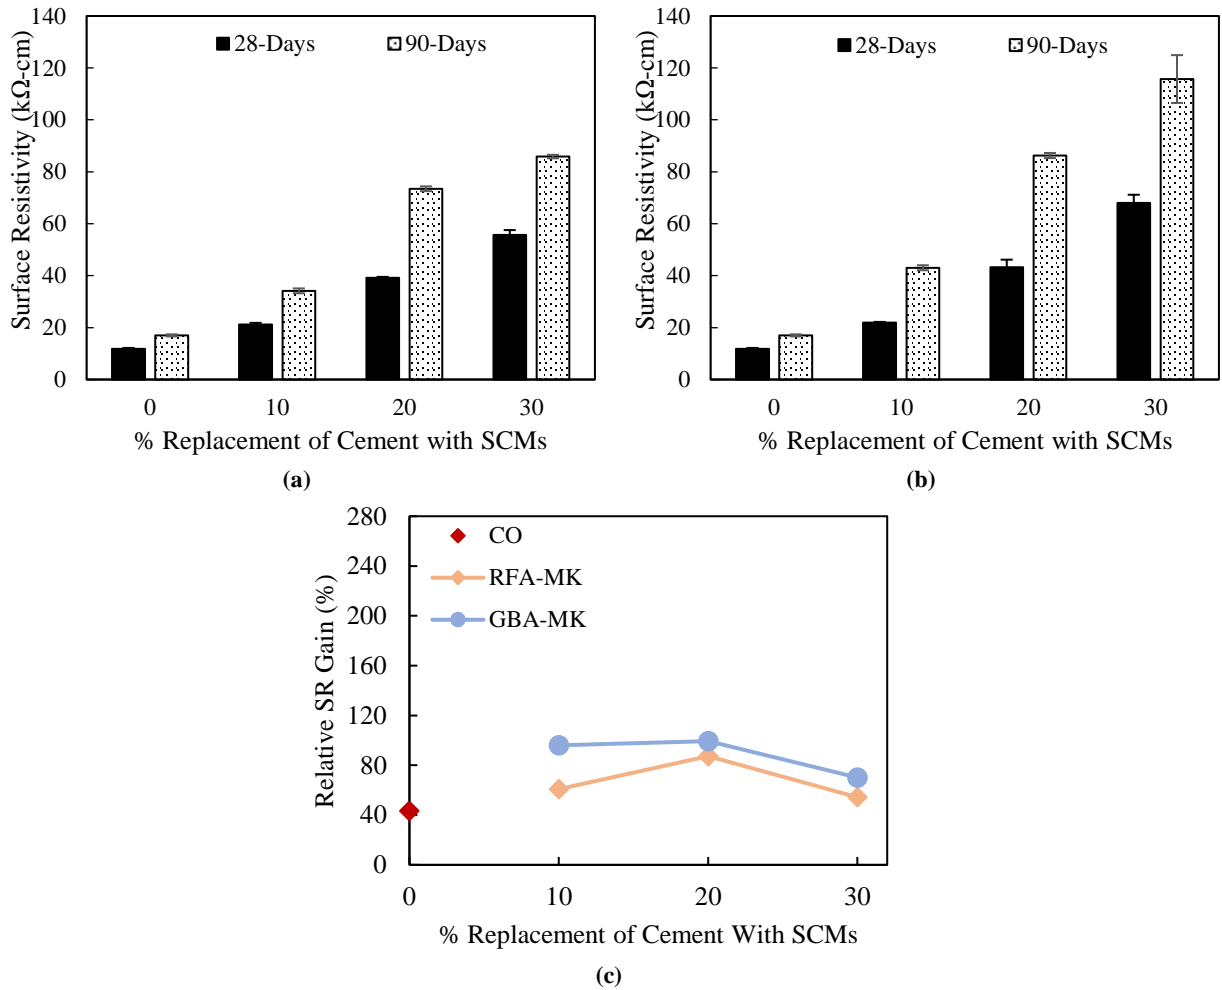 140
120
100
80
60
40
20
0
Surface Resistivity (kΩ-cm)
28-Days 90-Days
0 10 20 30
% Replacement of Cement with SCMs
(a)
140
120
100
80
60
40
20
0
Surface Resistivity (kΩ-cm)
28-Days 90-Days
0 10 20 30
% Replacement of Cement with SCMs
(b)
280
240
200
160
120
80
40
0
Relative SR Gain (%)
CO
RFA-MK
GBA-MK
0 10 20 30
% Replacement of Cement With SCMs
(c)